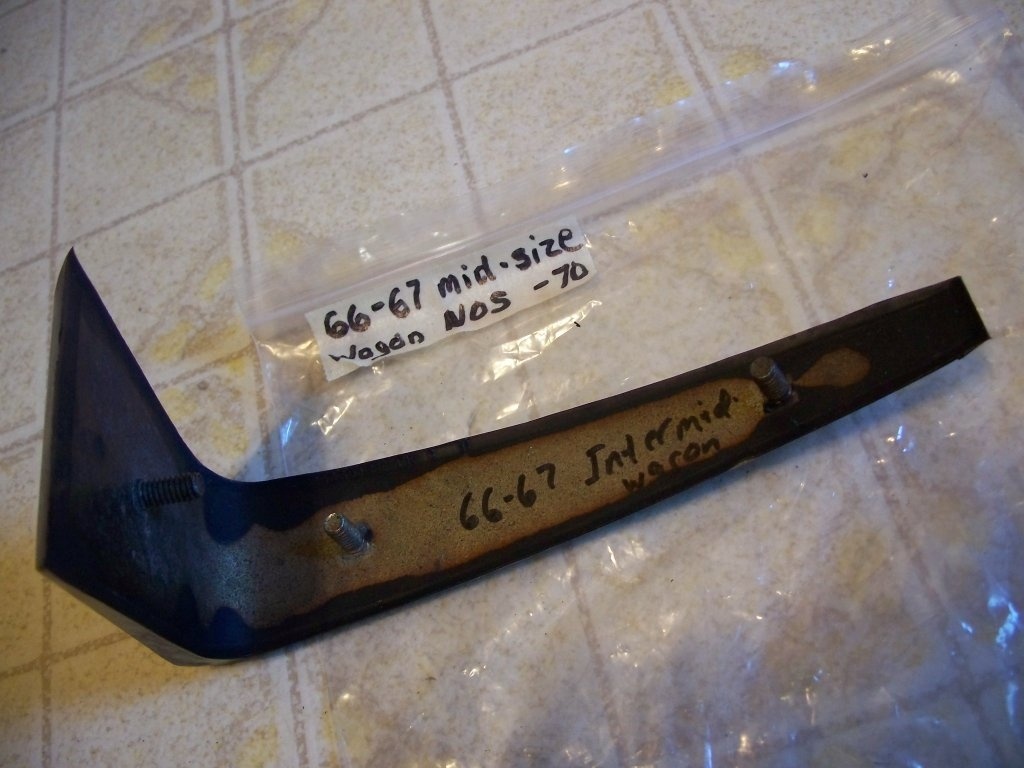 66-67 mid-size
wagon NOS -70
66-67 Intermid.
wagon